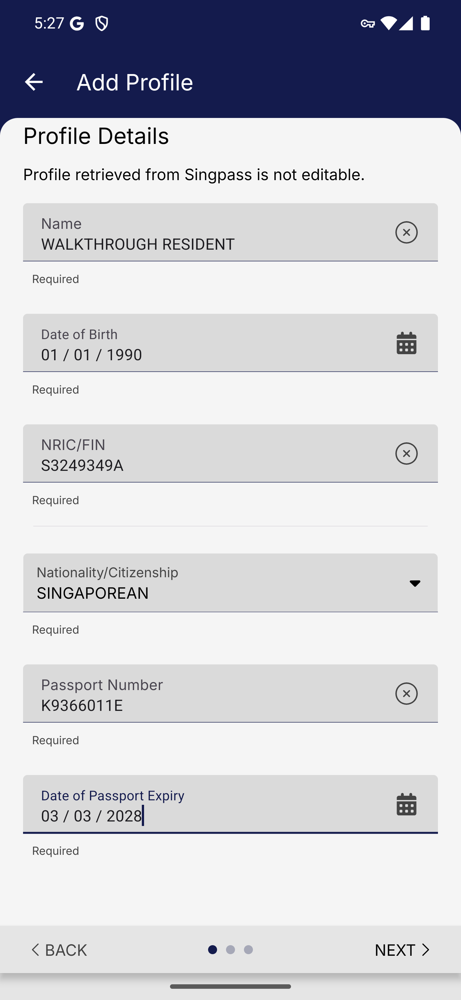 5:27
Add Profile
Profile Details
Profile retrieved from Singpass is not editable.
Name
WALKTHROUGH RESIDENT
Required
Date of Birth
01 / 01 / 1990
Required
NRIC/FIN
S3249349A
Required
Nationality/Citizenship
SINGAPOREAN
Required
Passport Number
K9366011E
Required
Date of Passport Expiry
03 / 03 / 2028
Required
BACK
NEXT